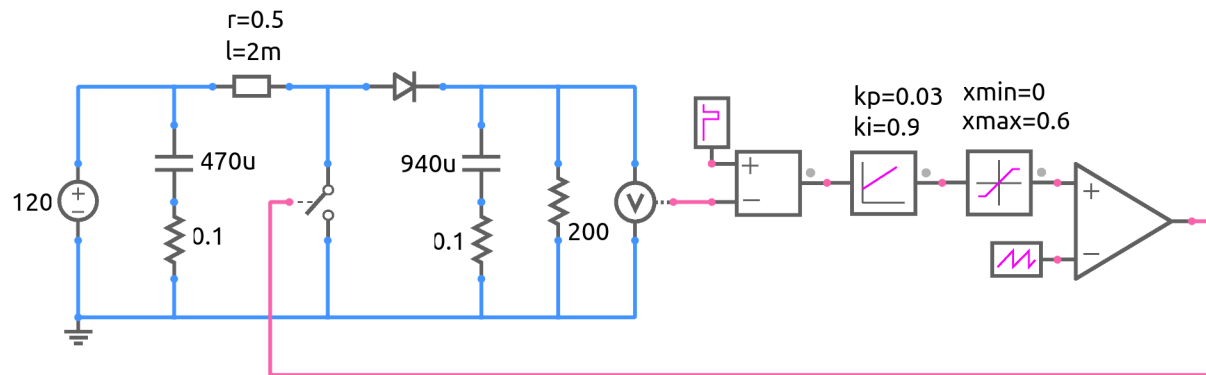 r=0.5
l=2m
470u
0.1
120
+
−
940u
0.1
200
V
+
−
kp=0.03
ki=0.9
xmin=0
xmax=0.6
+
−